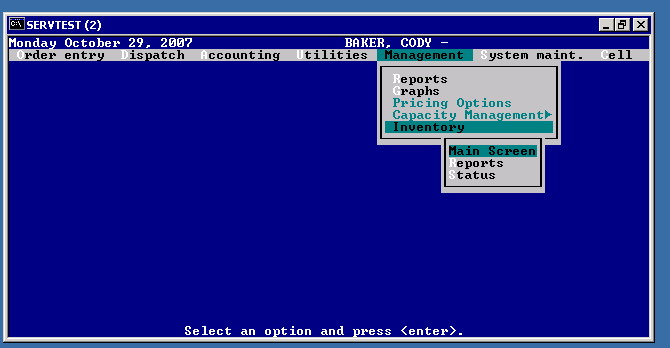 SERVTEST (2)
Monday October 29, 2007 BAKER, CODY –
Order entry Dispatch Accounting Utilities Management System maint. Cell
Reports
Graphs
Pricing Options
Capacity Management►
Inventory
Main Screen
Reports
Status
Select an option and press <enter>.